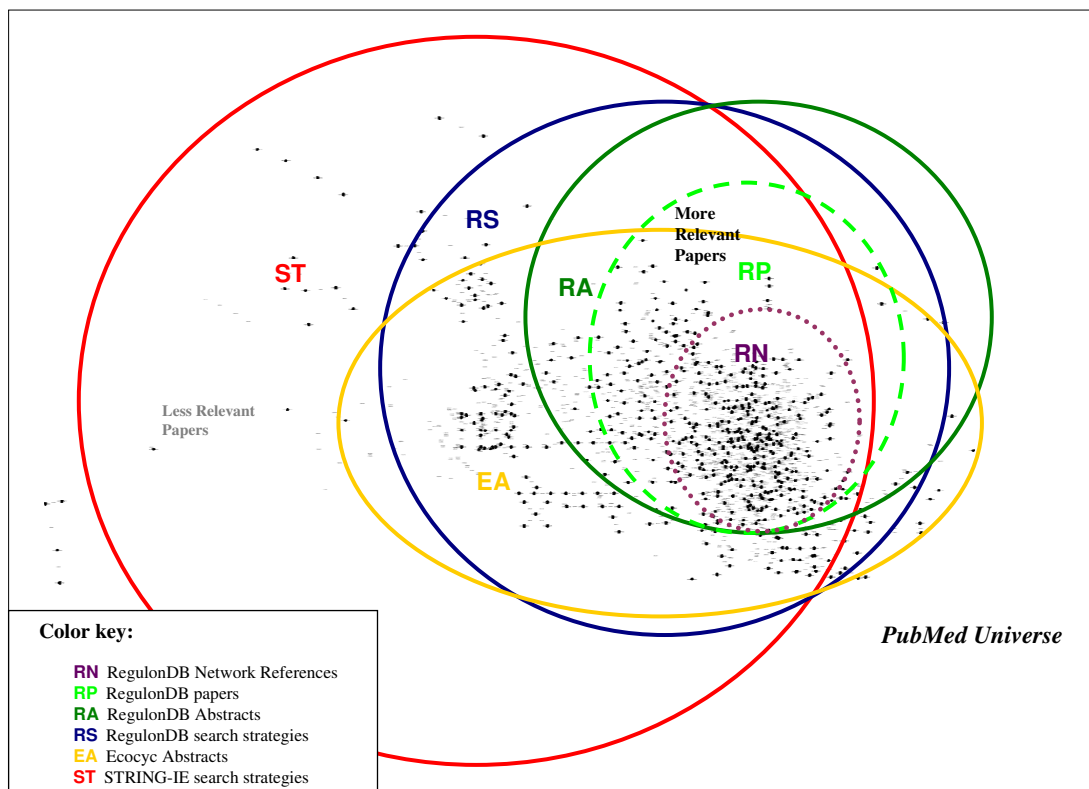 More
Relevant
Papers
RS
RP
ST
RA
RN
Less Relevant
Papers
EA
PubMed Universe
Color key:
RN RegulonDB Network References
RP RegulonDB papers
RA RegulonDB Abstracts
RS RegulonDB search strategies
EA Ecocyc Abstracts
ST STRING-IE search strategies